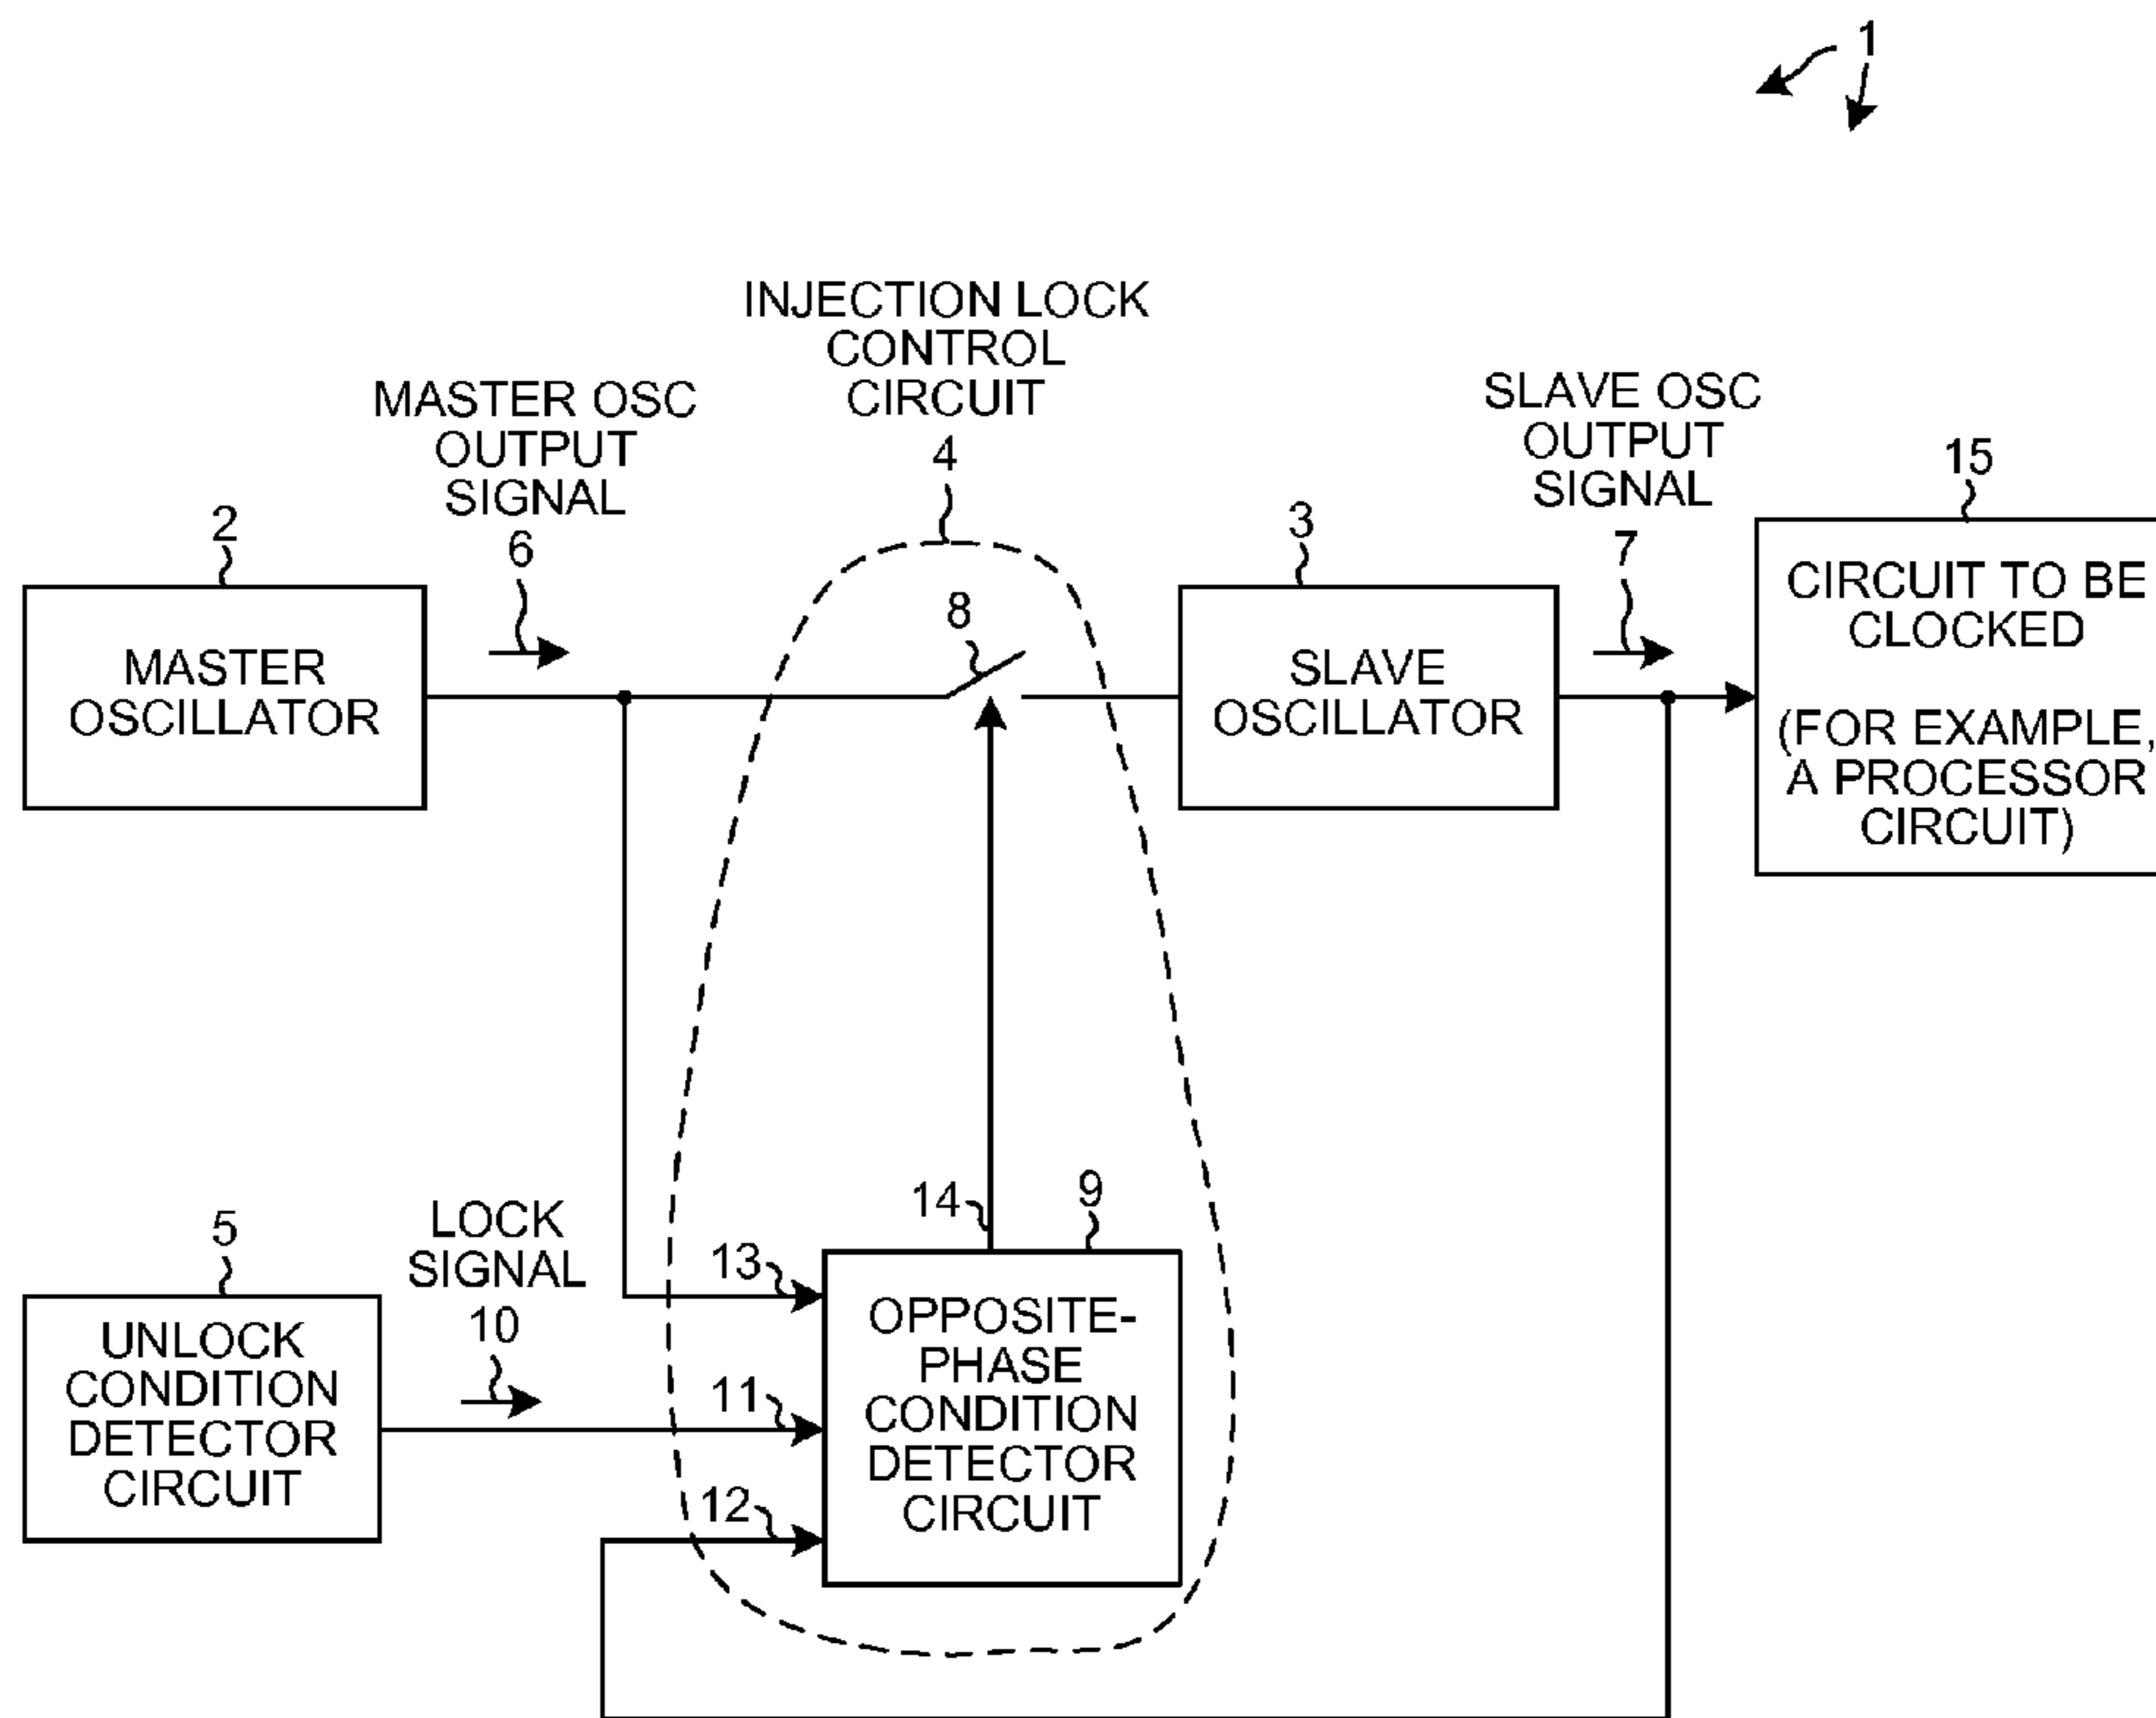 1
INJECTION LOCK
CONTROL
CIRCUIT
4
MASTER OSC
OUTPUT
SIGNAL
6
SLAVE OSC
OUTPUT
SIGNAL
7
15
2
3
8
MASTER
OSCILLATOR
SLAVE
OSCILLATOR
CIRCUIT TO BE
CLOCKED
(FOR EXAMPLE,
A PROCESSOR
CIRCUIT)
14
9
5
LOCK
SIGNAL
10
13
11
12
UNLOCK
CONDITION
DETECTOR
CIRCUIT
OPPOSITE-
PHASE
CONDITION
DETECTOR
CIRCUIT